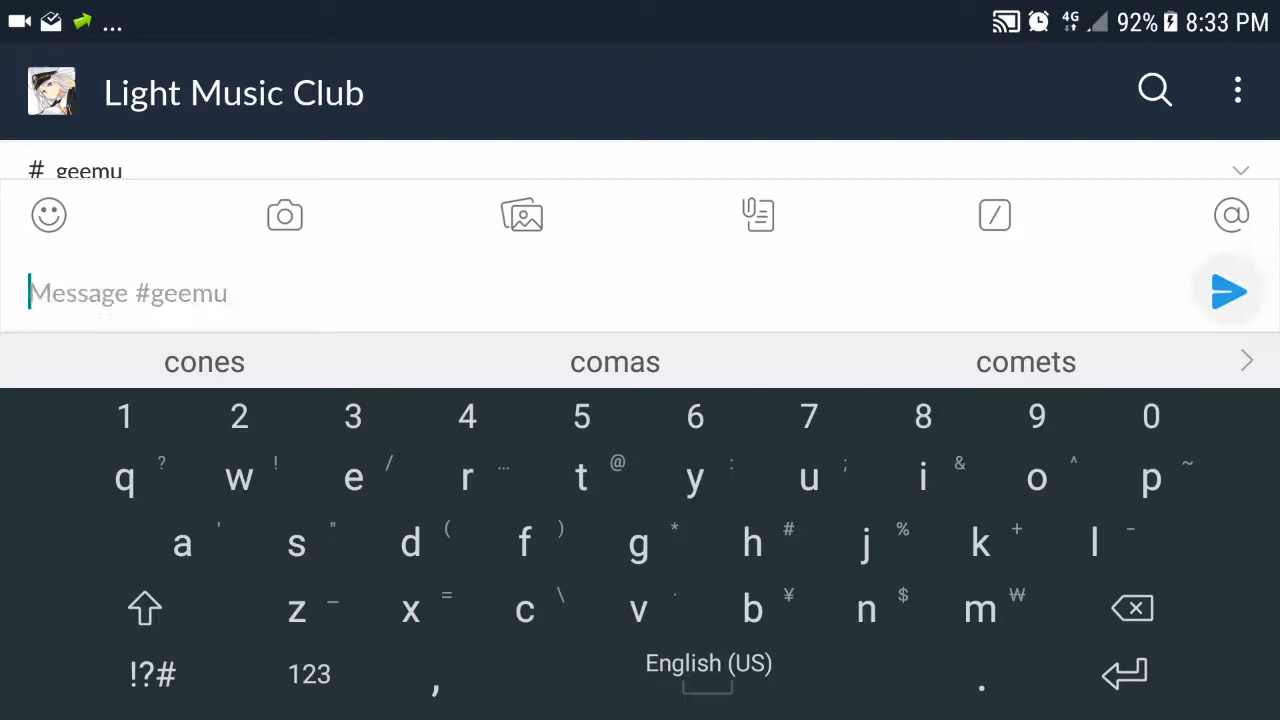 ... 4G 92% 8:33 PM
Light Music Club
# geemu
/ @
Message #geemu
cones comas comets
1 2 3 4 5 6 7 8 9 0
q ? w ! e / r … t @ y : u ; i & o ^ p ~
a ' s " d ( f ) g * h # j % k + l -
z _ x = c \ v · b ¥ n $ m ₩
!?# 123 , English (US) .